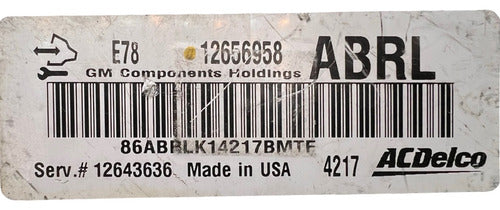 E78 12656958 ABRL
GM Components Holdings
86ABRLK14217BMTF
Serv.# 12643636 Made in USA 4217 ACDelco